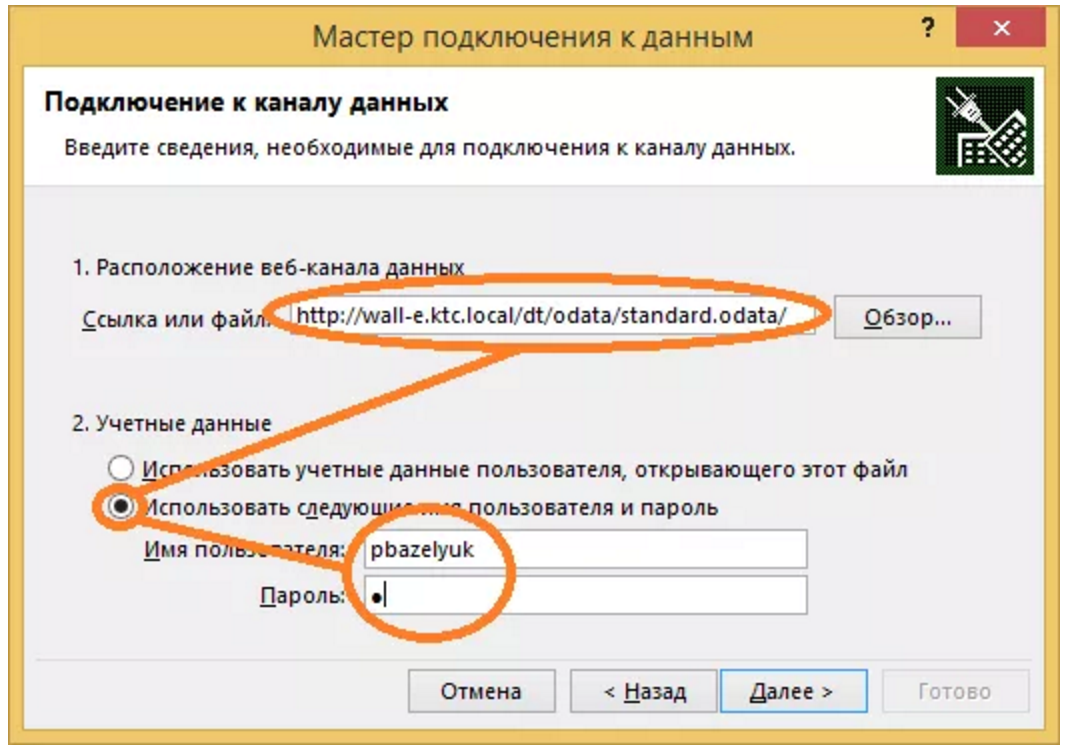 Мастер подключения к данным
?
Подключение к каналу данных
Введите сведения, необходимые для подключения к каналу данных.
1. Расположение веб-канала данных
Ссылка или файл: http://wall-e.ktc.local/dt/odata/standard.odata/ Обзор...
2. Учетные данные
Использовать учетные данные пользователя, открывающего этот файл
Использовать следующие имя пользователя и пароль
Имя пользователя: pbazelyuk
Пароль: ●
Отмена < Назад Далее > Готово